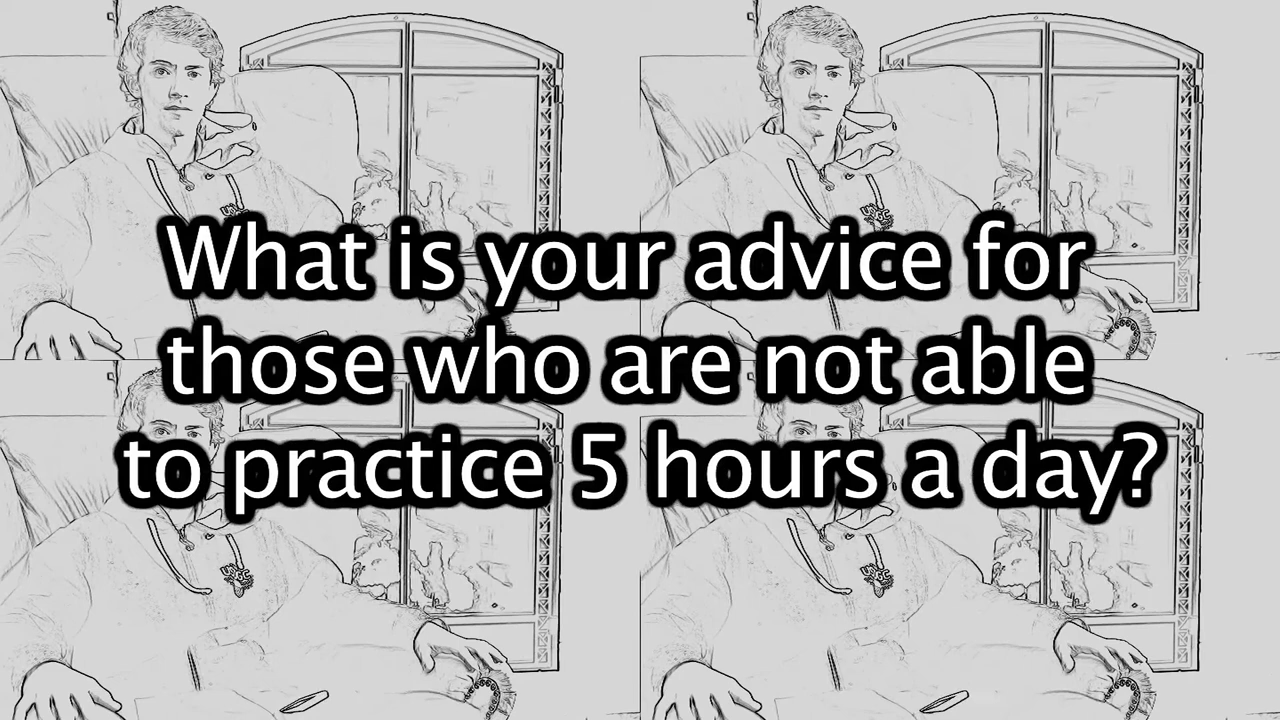 What is your advice for
those who are not able
to practice 5 hours a day?